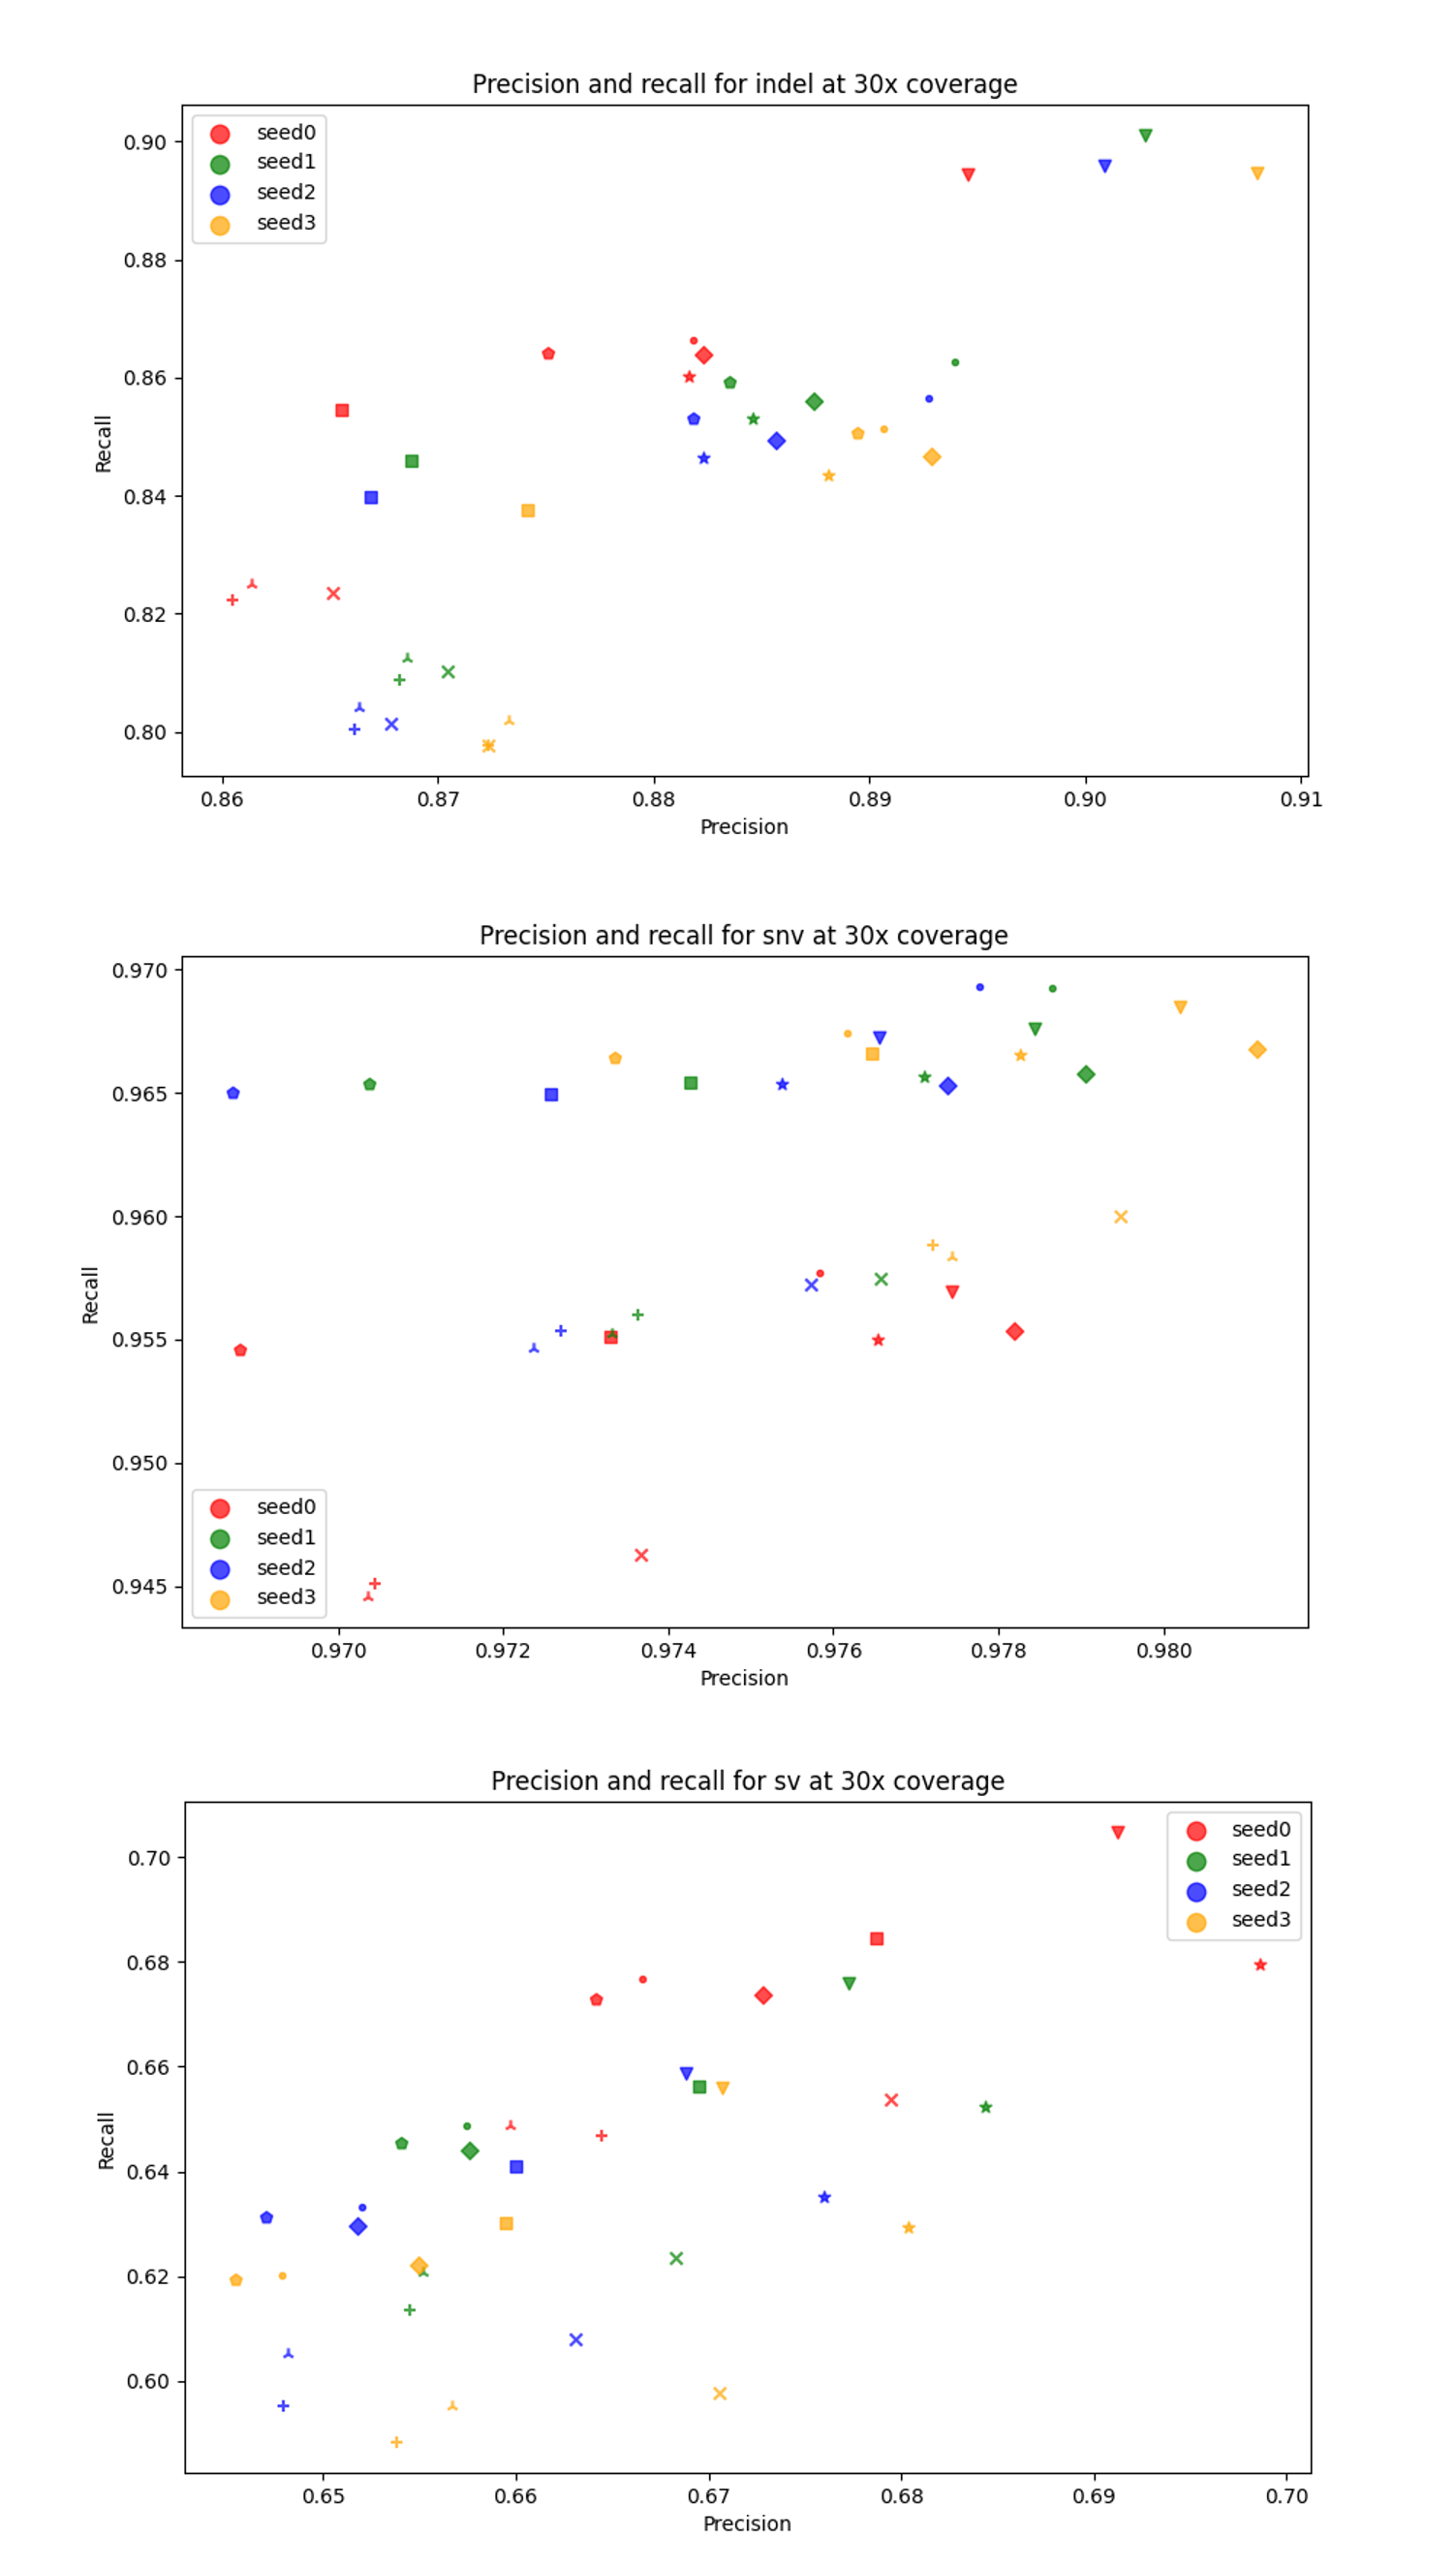 Precision and recall for indel at 30x coverage
seed0
seed1
seed2
seed3
0.90
0.88
0.86
0.84
0.82
0.80
Recall
0.86 0.87 0.88 0.89 0.90 0.91
Precision
Precision and recall for snv at 30x coverage
0.970
0.965
0.960
0.955
0.950
0.945
Recall
seed0
seed1
seed2
seed3
0.970 0.972 0.974 0.976 0.978 0.980
Precision
Precision and recall for sv at 30x coverage
seed0
seed1
seed2
seed3
0.70
0.68
0.66
0.64
0.62
0.60
Recall
0.65 0.66 0.67 0.68 0.69 0.70
Precision